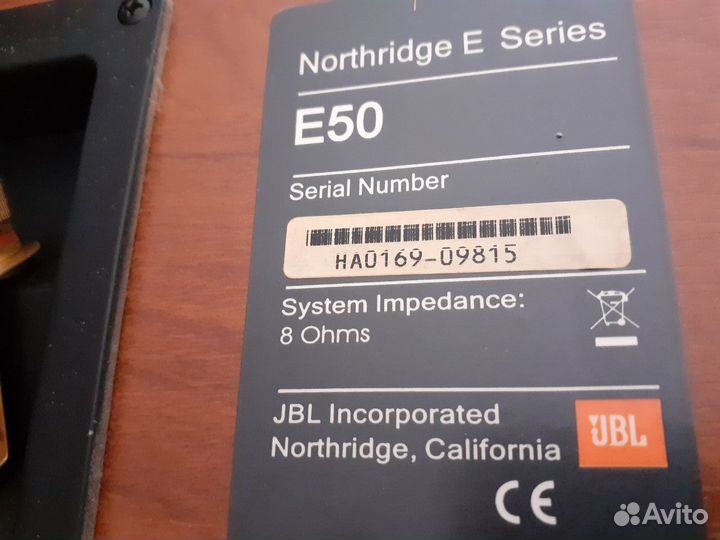 Northridge E Series
E50
Serial Number
HA0169-09815
System Impedance:
8 Ohms
JBL Incorporated
Northridge, California
JBL
CE
Avito